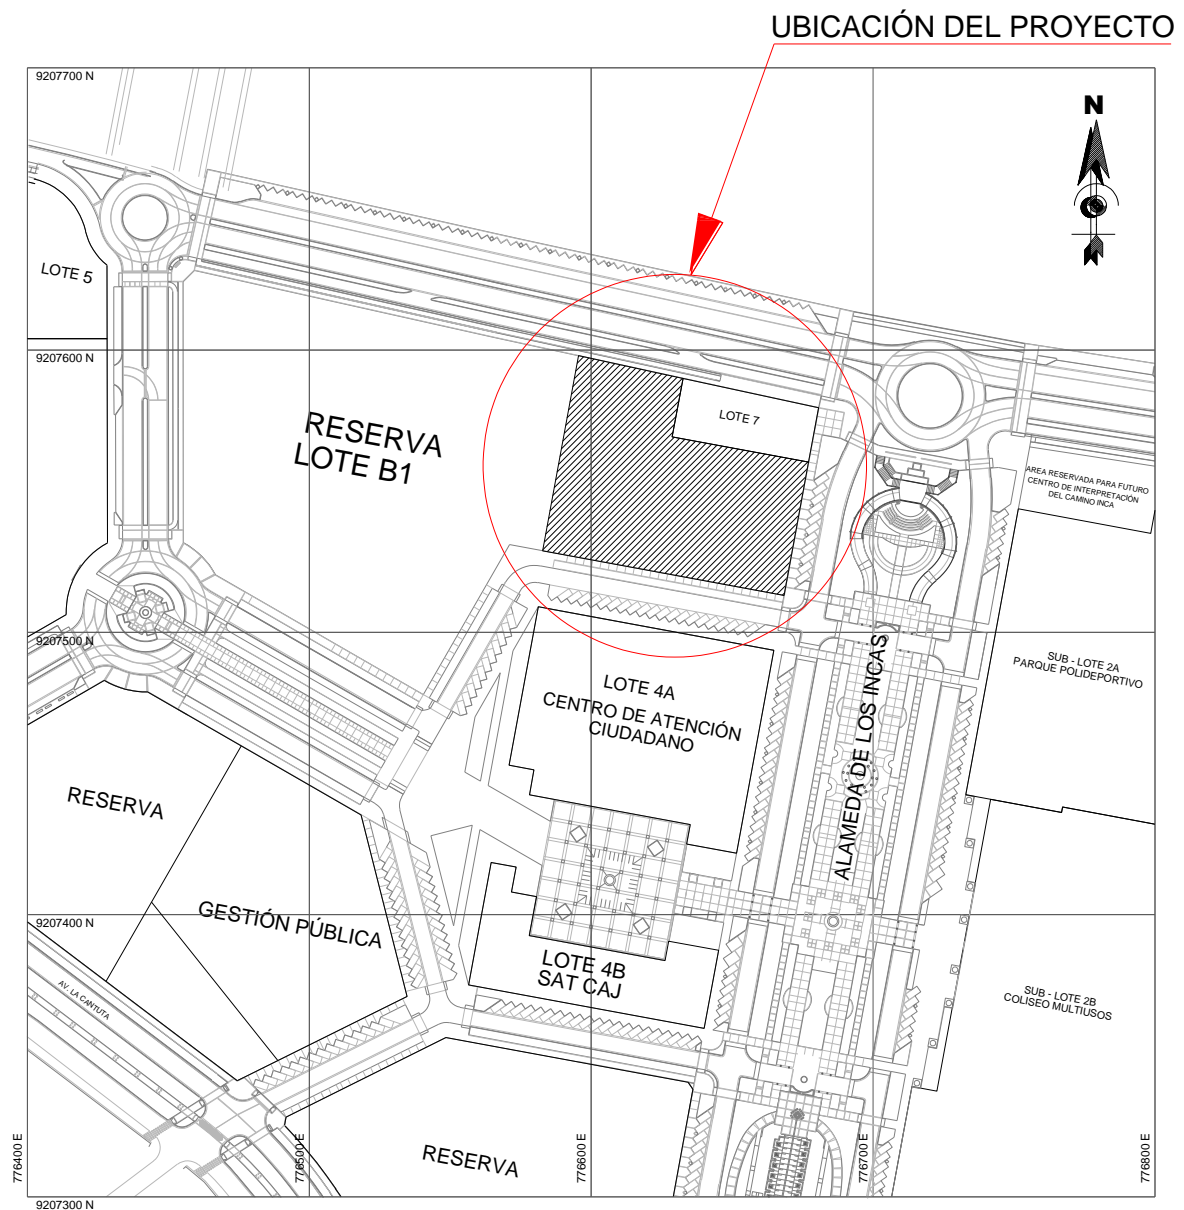 UBICACIÓN DEL PROYECTO
9207700 N
N
LOTE 5
9207600 N
RESERVA
LOTE B1
LOTE 7
AREA RESERVADA PARA FUTURO
CENTRO DE INTERPRETACIÓN
DEL CAMINO INCA
9207500 N
SUB - LOTE 2A
PARQUE POLIDEPORTIVO
LOTE 4A
CENTRO DE ATENCIÓN
CIUDADANO
ALAMEDA DE LOS INCAS
RESERVA
GESTIÓN PÚBLICA
9207400 N
LOTE 4B
SAT CAJ
AV. LA CANTUTA
SUB - LOTE 2B
COLISEO MULTIUSOS
RESERVA
776400 E
776500 E
776600 E
776700 E
776800 E
9207300 N